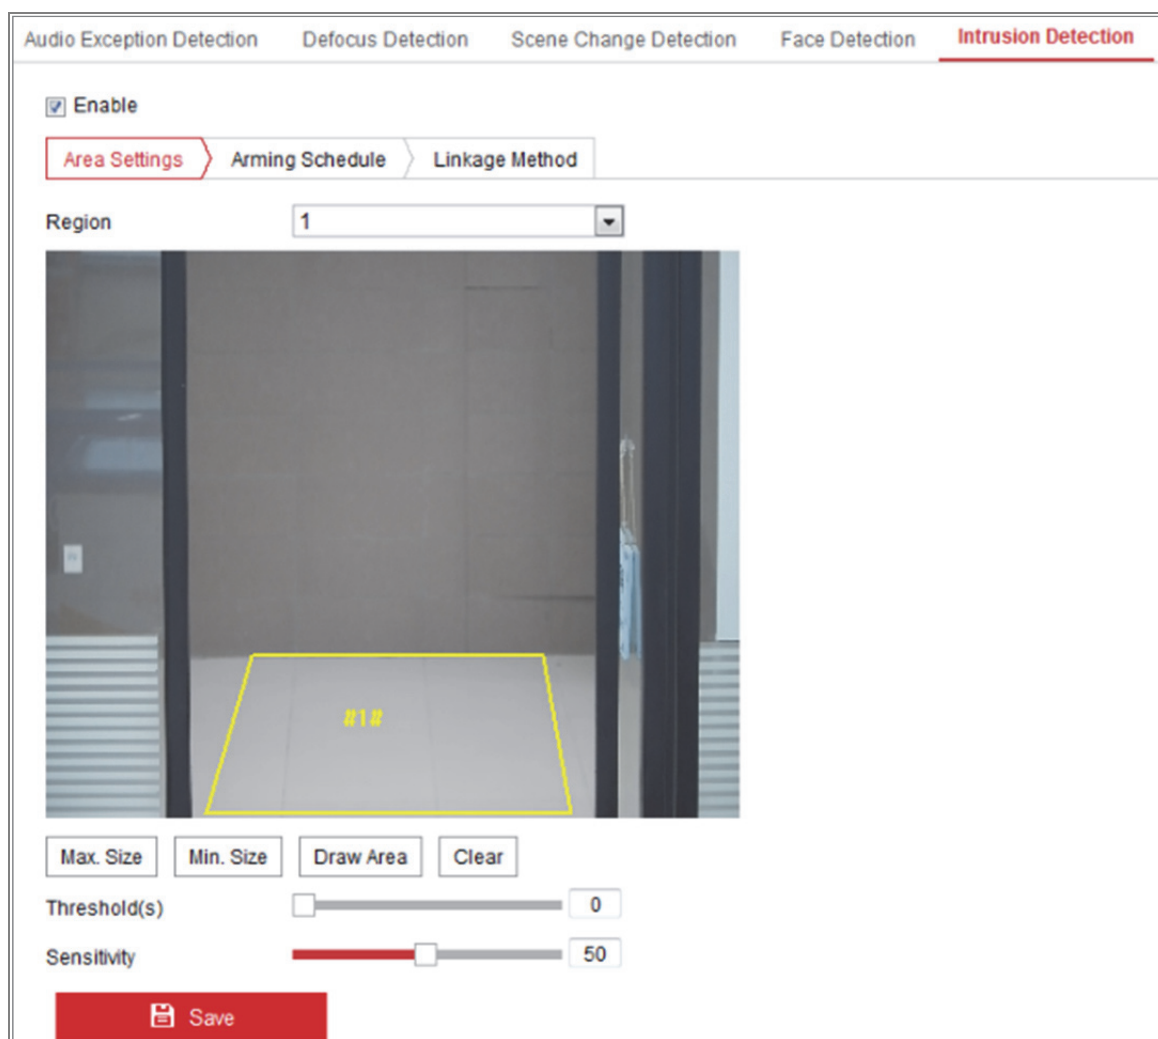 Audio Exception Detection Defocus Detection Scene Change Detection Face Detection Intrusion Detection
Enable
Area Settings Arming Schedule Linkage Method
Region 1
#1#
Max. Size Min. Size Draw Area Clear
Threshold(s) 0
Sensitivity 50
Save